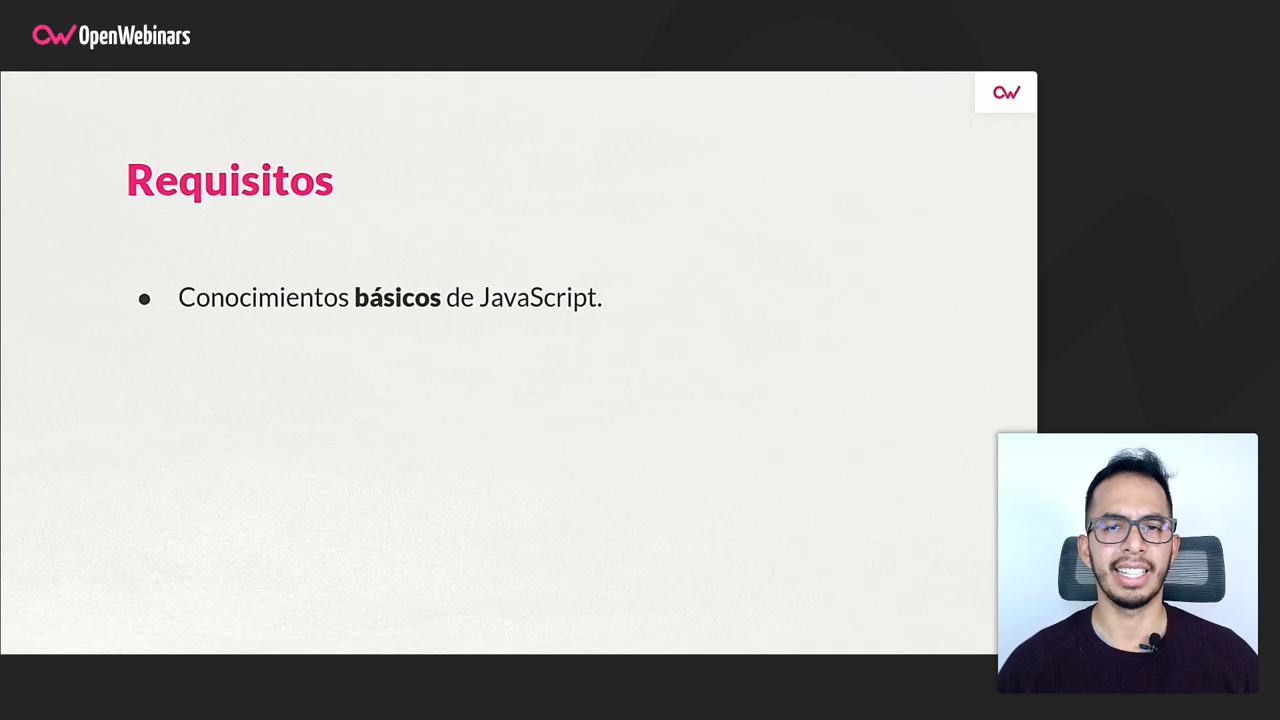 OpenWebinars
Requisitos
● Conocimientos básicos de JavaScript.